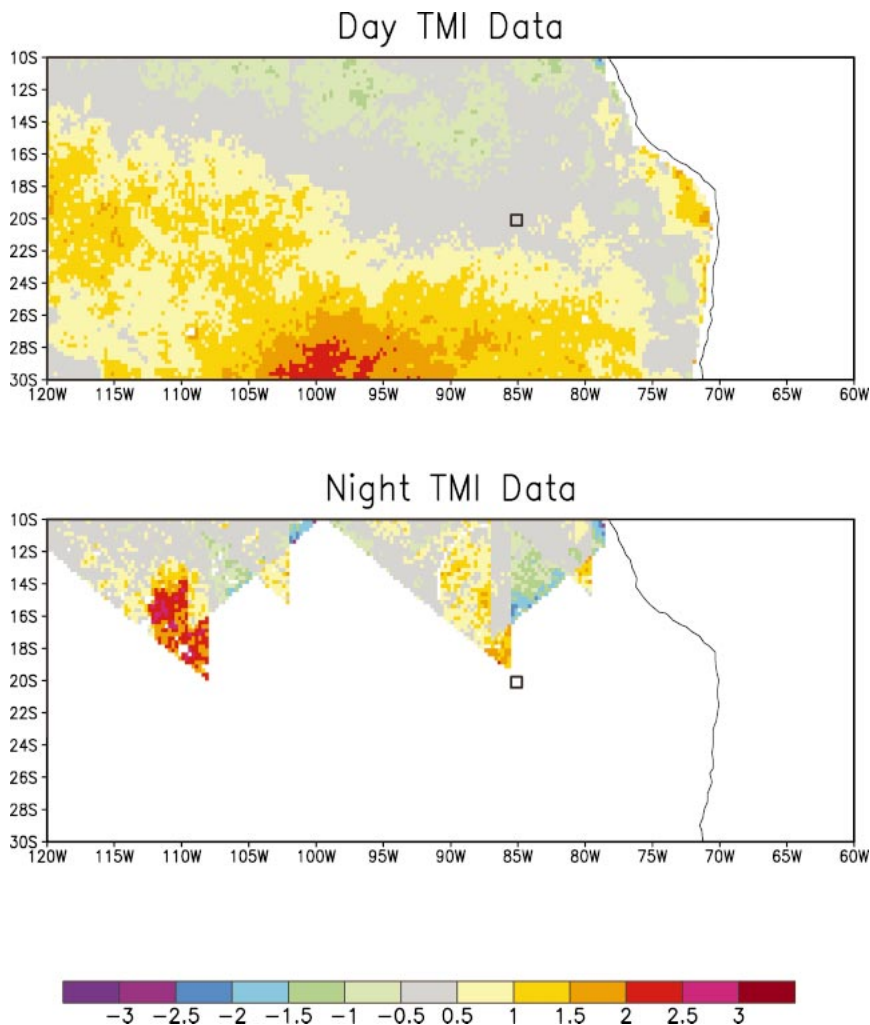 Day TMI Data
10S
12S
14S
16S
18S
20S
22S
24S
26S
28S
30S
120W 115W 110W 105W 100W 95W 90W 85W 80W 75W 70W 65W 60W
Night TMI Data
10S
12S
14S
16S
18S
20S
22S
24S
26S
28S
30S
120W 115W 110W 105W 100W 95W 90W 85W 80W 75W 70W 65W 60W
-3 -2.5 -2 -1.5 -1 -0.5 0.5 1 1.5 2 2.5 3